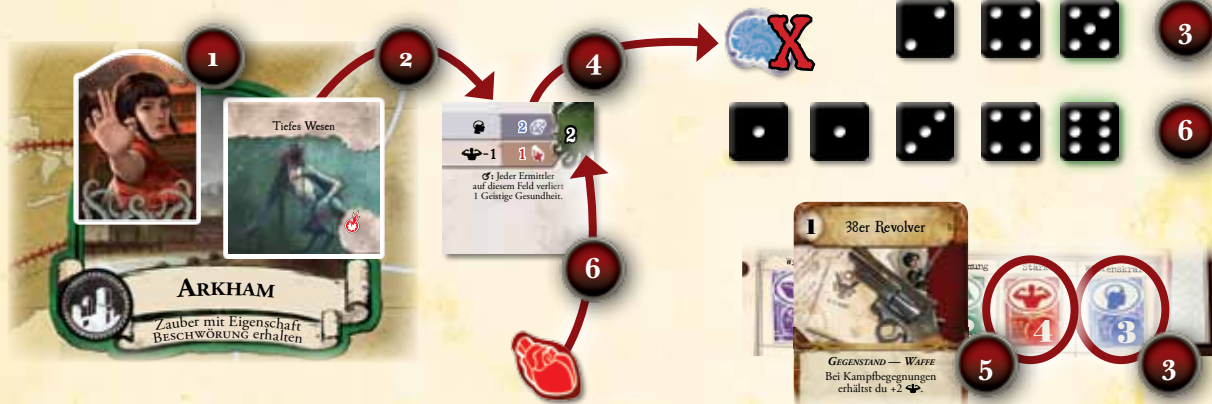 1
2
4
X
3
Tiefes Wesen
2
2
-1
1
: Jeder Ermittler
auf diesem Feld verliert
1 Geistige Gesundheit.
6
6
ARKHAM
Zauber mit Eigenschaft
BESCHWÖRUNG erhalten
1
38er Revolver
4
3
GEGENSTAND — WAFFE
Bei Kampfbegegnungen
erhältst du +2 .
5
3